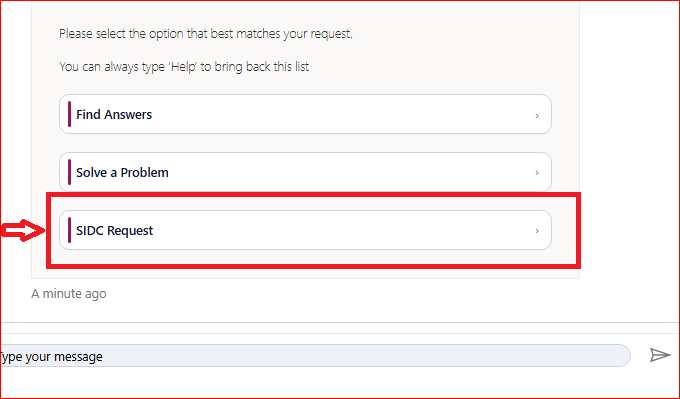 Please select the option that best matches your request.
You can always type 'Help' to bring back this list
Find Answers
Solve a Problem
SIDC Request
A minute ago
Type your message